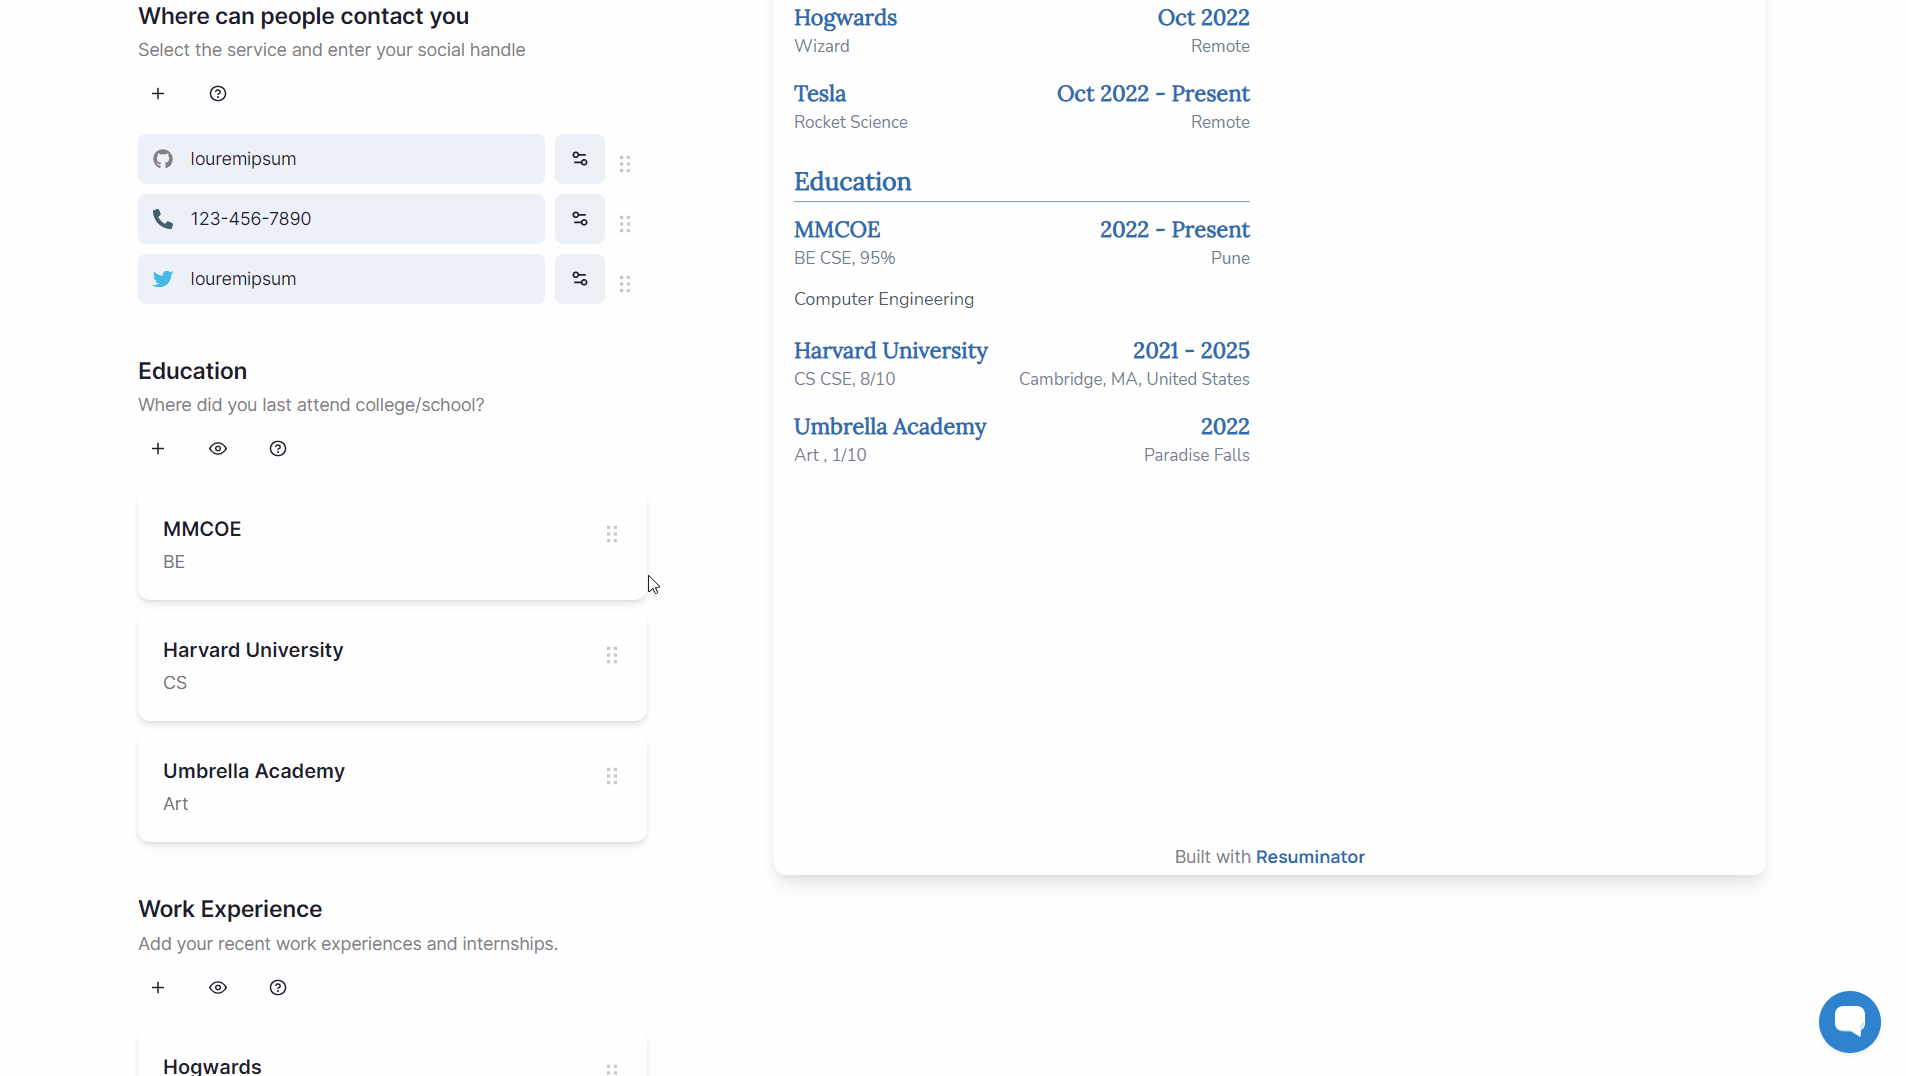 Where can people contact you
Select the service and enter your social handle
louremipsum
123-456-7890
louremipsum
Education
Where did you last attend college/school?
MMCOE
BE
Harvard University
CS
Umbrella Academy
Art
Work Experience
Add your recent work experiences and internships.
Hogwards
Hogwards Oct 2022
Wizard Remote
Tesla Oct 2022 - Present
Rocket Science Remote
Education
MMCOE 2022 - Present
BE CSE, 95% Pune
Computer Engineering
Harvard University 2021 - 2025
CS CSE, 8/10 Cambridge, MA, United States
Umbrella Academy 2022
Art , 1/10 Paradise Falls
Built with Resuminator